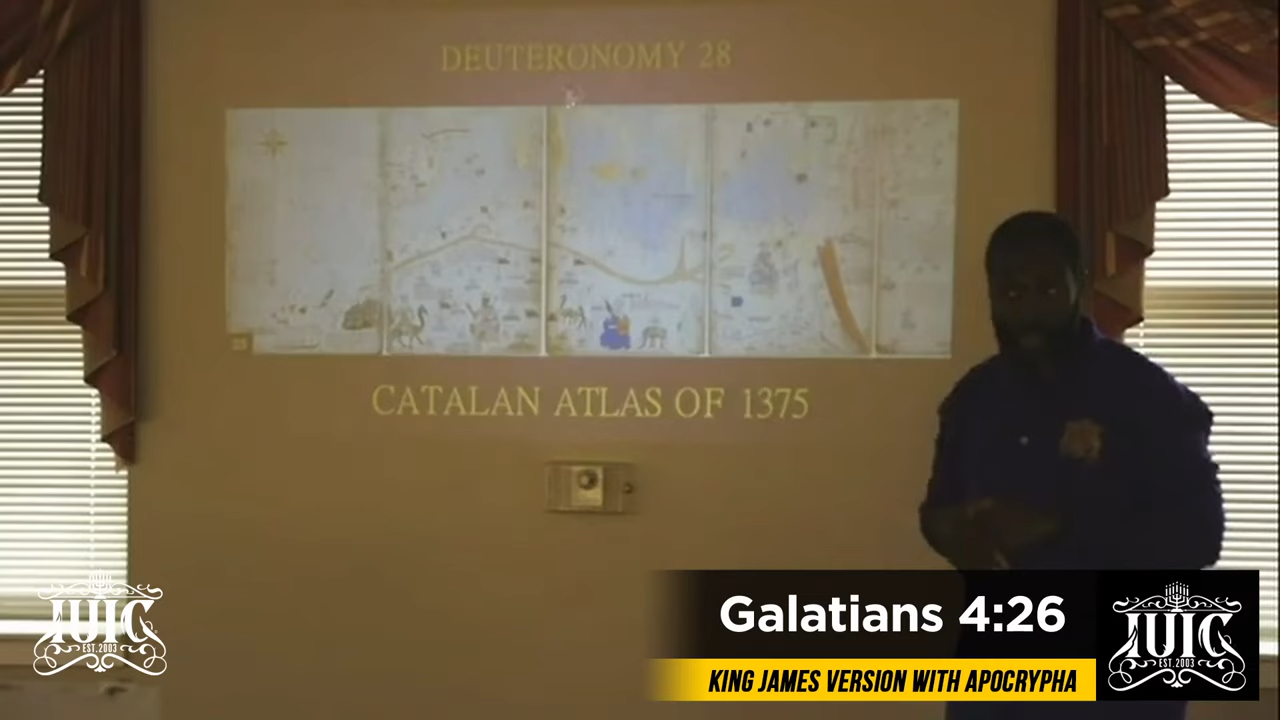 DEUTERONOMY 28
CATALAN ATLAS OF 1375
IUIC
EST. 2003
Galatians 4:26
KING JAMES VERSION WITH APOCRYPHA
IUIC
EST. 2003